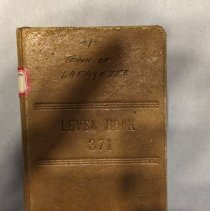 TOWN OF
LAFAYETTE
LEVEL BOOK
371